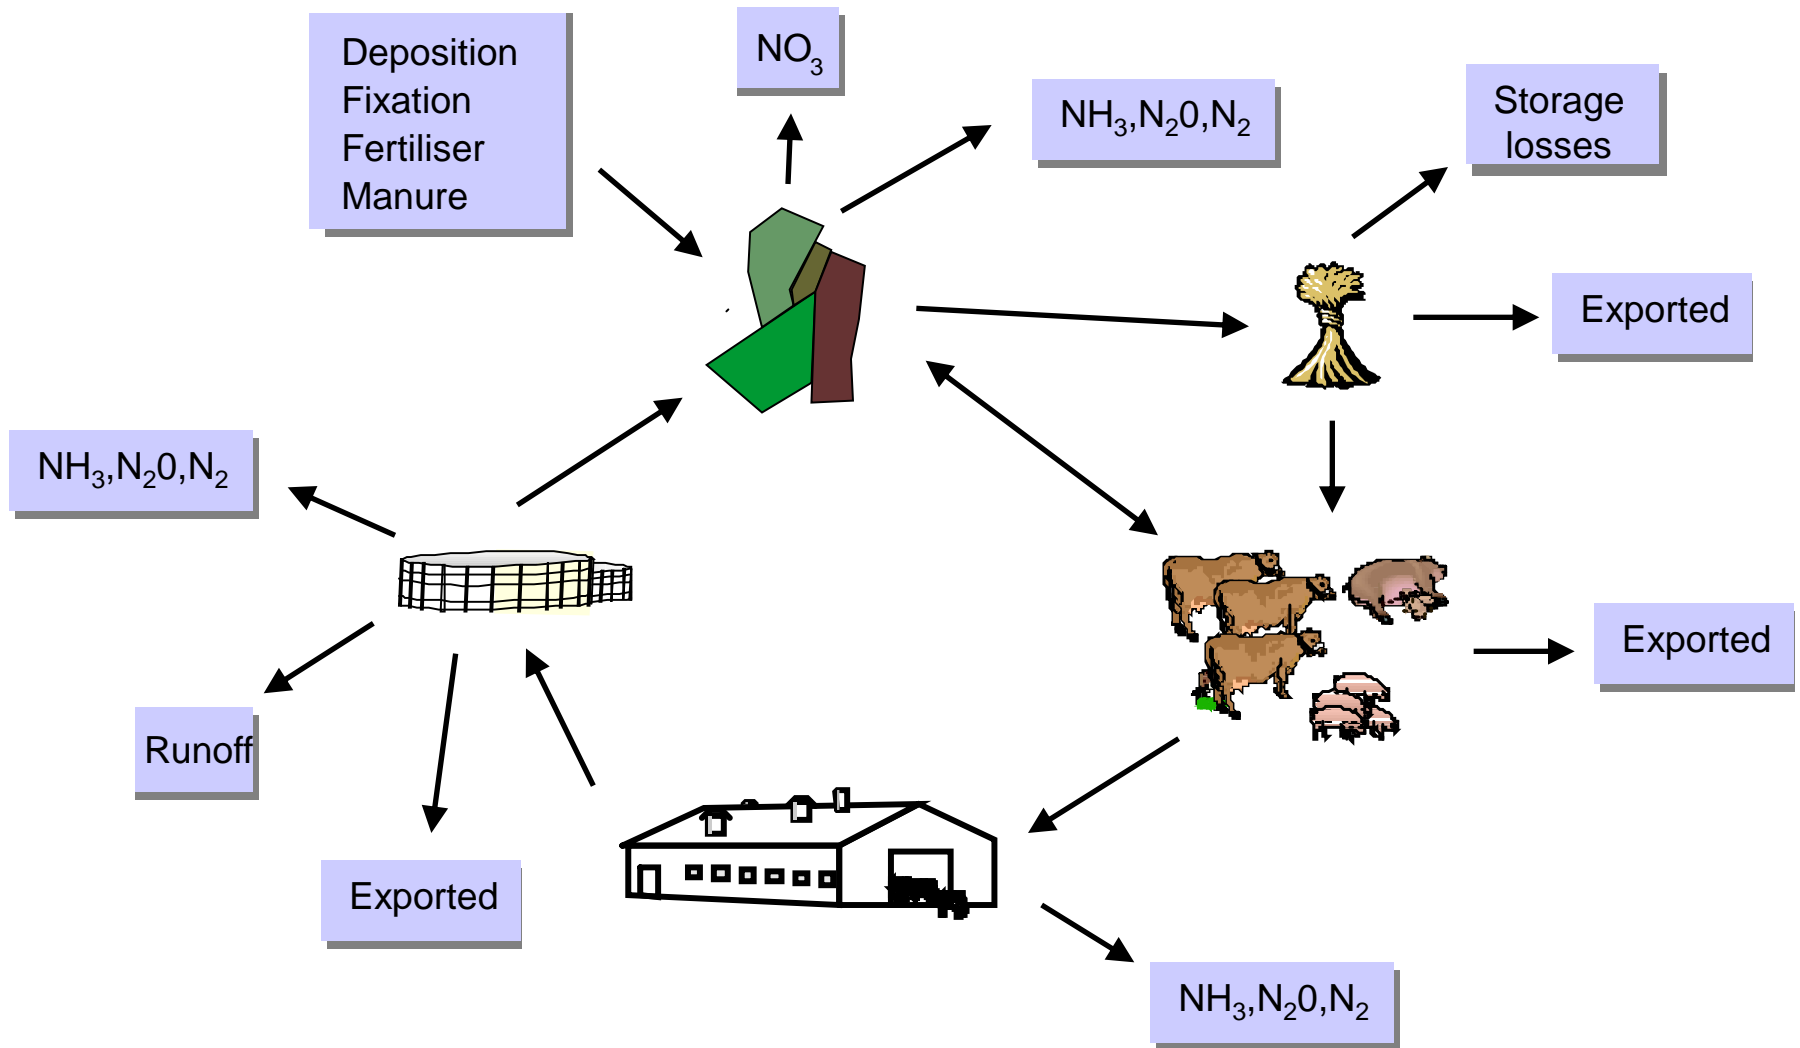 Deposition
Fixation
Fertiliser
Manure
NO₃
NH₃,N₂0,N₂
Storage
losses
Exported
NH₃,N₂0,N₂
Exported
Runoff
Exported
NH₃,N₂0,N₂